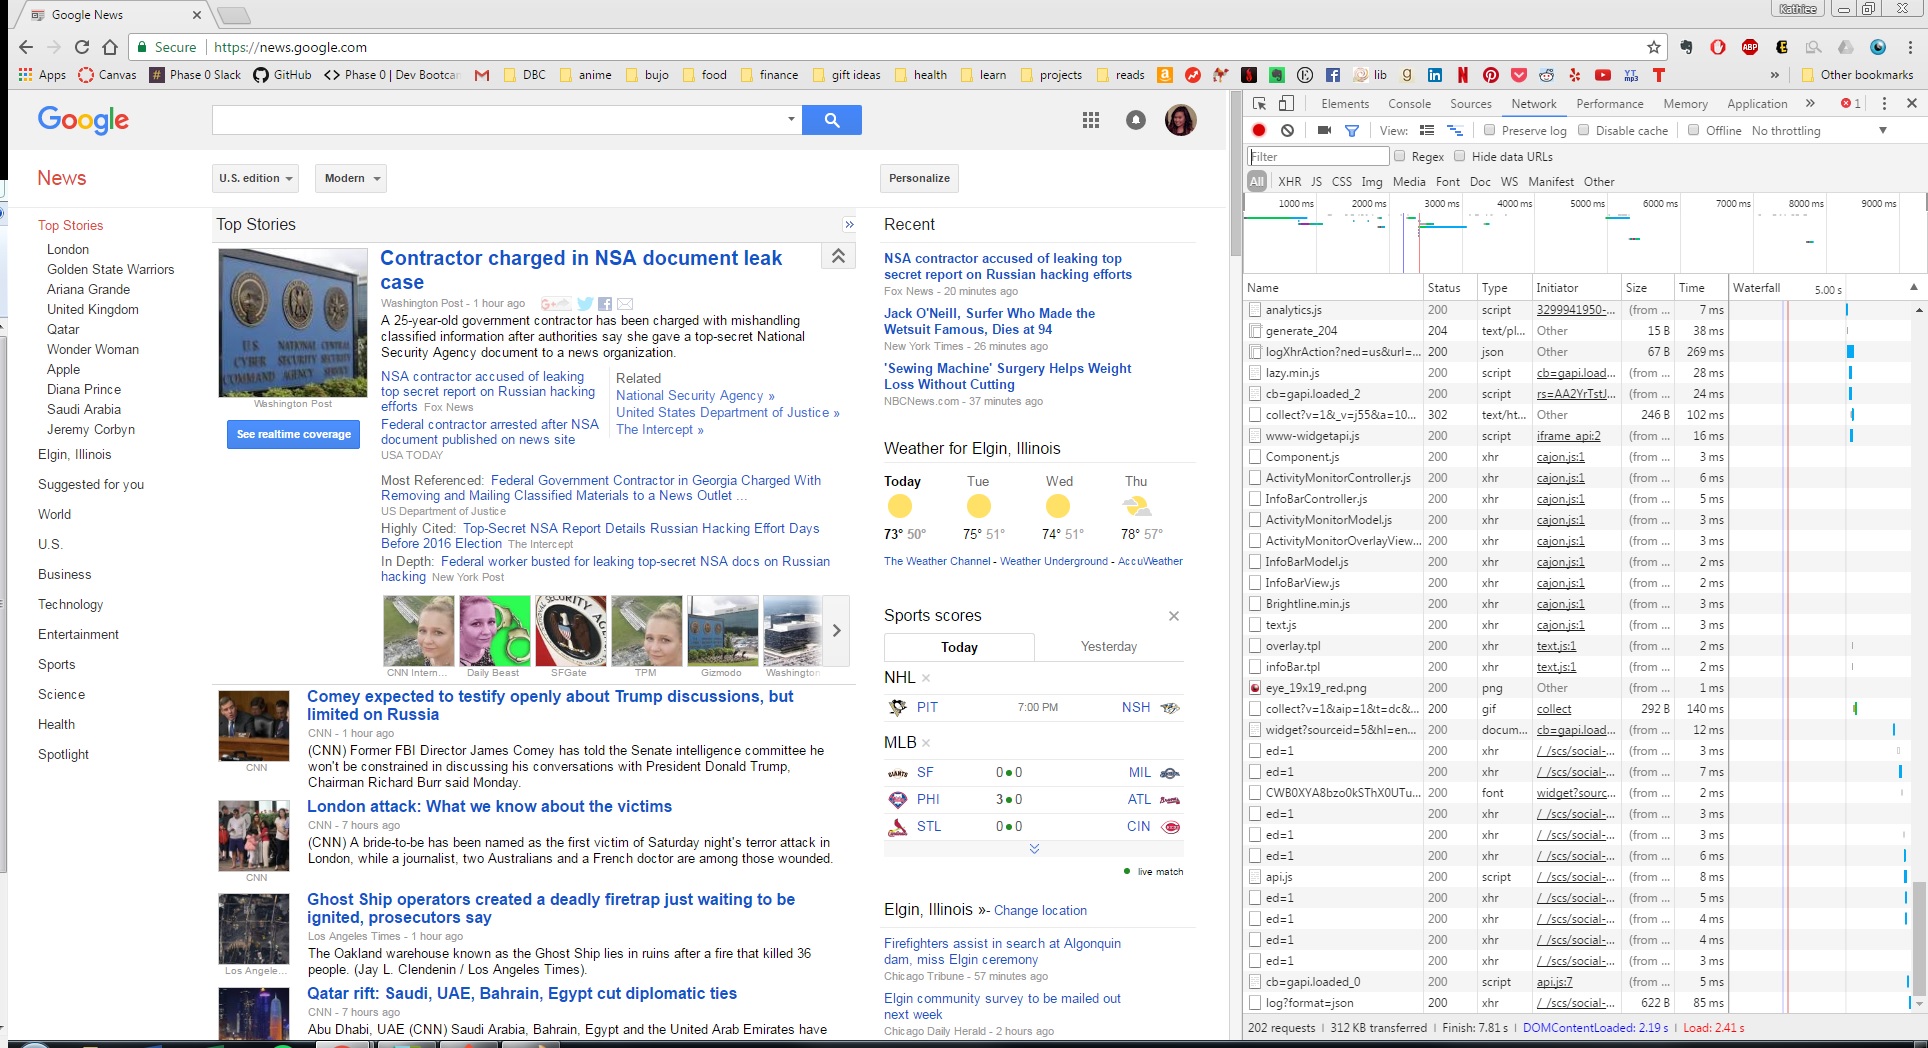 Google News
Kathiee
Secure
https://news.google.com
Apps
Canvas
Phase 0 Slack
GitHub
<> Phase 0 | Dev Bootcam
DBC
anime
bujo
food
finance
gift ideas
health
learn
projects
reads
lib
YT mp3
» Other bookmarks
Google
News
U.S. edition
Modern
Personalize
Top Stories
London
Golden State Warriors
Ariana Grande
United Kingdom
Qatar
Wonder Woman
Apple
Diana Prince
Saudi Arabia
Jeremy Corbyn
Elgin, Illinois
Suggested for you
World
U.S.
Business
Technology
Entertainment
Sports
Science
Health
Spotlight
Top Stories »
Contractor charged in NSA document leak
case
Washington Post - 1 hour ago
A 25-year-old government contractor has been charged with mishandling
classified information after authorities say she gave a top-secret National
Security Agency document to a news organization.
Washington Post
See realtime coverage
NSA contractor accused of leaking
top secret report on Russian hacking
efforts Fox News
Federal contractor arrested after NSA
document published on news site
USA TODAY
Related
National Security Agency »
United States Department of Justice »
The Intercept »
Most Referenced: Federal Government Contractor in Georgia Charged With
Removing and Mailing Classified Materials to a News Outlet ...
US Department of Justice
Highly Cited: Top-Secret NSA Report Details Russian Hacking Effort Days
Before 2016 Election The Intercept
In Depth: Federal worker busted for leaking top-secret NSA docs on Russian
hacking New York Post
CNN Intern... Daily Beast SFGate TPM Gizmodo Washington
Comey expected to testify openly about Trump discussions, but
limited on Russia
CNN - 1 hour ago
(CNN) Former FBI Director James Comey has told the Senate intelligence committee he
won't be constrained in discussing his conversations with President Donald Trump,
Chairman Richard Burr said Monday.
CNN
London attack: What we know about the victims
CNN - 7 hours ago
(CNN) A bride-to-be has been named as the first victim of Saturday night's terror attack in
London, while a journalist, two Australians and a French doctor are among those wounded.
CNN
Ghost Ship operators created a deadly firetrap just waiting to be
ignited, prosecutors say
Los Angeles Times - 1 hour ago
The Oakland warehouse known as the Ghost Ship lies in ruins after a fire that killed 36
people. (Jay L. Clendenin / Los Angeles Times).
Los Angele...
Qatar rift: Saudi, UAE, Bahrain, Egypt cut diplomatic ties
CNN - 7 hours ago
Abu Dhabi, UAE (CNN) Saudi Arabia, Bahrain, Egypt and the United Arab Emirates have
Recent
NSA contractor accused of leaking top
secret report on Russian hacking efforts
Fox News - 20 minutes ago
Jack O'Neill, Surfer Who Made the
Wetsuit Famous, Dies at 94
New York Times - 26 minutes ago
'Sewing Machine' Surgery Helps Weight
Loss Without Cutting
NBCNews.com - 37 minutes ago
Weather for Elgin, Illinois
Today Tue Wed Thu
73° 50° 75° 51° 74° 51° 78° 57°
The Weather Channel - Weather Underground - AccuWeather
Sports scores
Today Yesterday
NHL
PIT 7:00 PM NSH
MLB
SF 0 0 MIL
PHI 3 0 ATL
STL 0 0 CIN
live match
Elgin, Illinois »- Change location
Firefighters assist in search at Algonquin
dam, miss Elgin ceremony
Chicago Tribune - 57 minutes ago
Elgin community survey to be mailed out
next week
Chicago Daily Herald - 2 hours ago
Elements Console Sources Network Performance Memory Application » 1
View: Preserve log Disable cache Offline No throttling
Filter Regex Hide data URLs
All XHR JS CSS Img Media Font Doc WS Manifest Other
1000 ms 2000 ms 3000 ms 4000 ms 5000 ms 6000 ms 7000 ms 8000 ms 9000 ms
Name Status Type Initiator Size Time Waterfall 5.00 s
analytics.js 200 script 3299941950-... (from ... 7 ms
generate_204 204 text/pl... Other 15 B 38 ms
logXhrAction?ned=us&url=... 200 json Other 67 B 269 ms
lazy.min.js 200 script cb=gapi.load... (from ... 28 ms
cb=gapi.loaded_2 200 script rs=AA2YrTstJ... (from ... 24 ms
collect?v=1&_v=j55&a=10... 302 text/ht... Other 246 B 102 ms
www-widgetapi.js 200 script iframe_api:2 (from ... 16 ms
Component.js 200 xhr cajon.js:1 (from ... 3 ms
ActivityMonitorController.js 200 xhr cajon.js:1 (from ... 6 ms
InfoBarController.js 200 xhr cajon.js:1 (from ... 5 ms
ActivityMonitorModel.js 200 xhr cajon.js:1 (from ... 3 ms
ActivityMonitorOverlayView... 200 xhr cajon.js:1 (from ... 3 ms
InfoBarModel.js 200 xhr cajon.js:1 (from ... 2 ms
InfoBarView.js 200 xhr cajon.js:1 (from ... 2 ms
Brightline.min.js 200 xhr cajon.js:1 (from ... 3 ms
text.js 200 xhr cajon.js:1 (from ... 3 ms
overlay.tpl 200 xhr text.js:1 (from ... 2 ms
infoBar.tpl 200 xhr text.js:1 (from ... 2 ms
eye_19x19_red.png 200 png Other (from ... 1 ms
collect?v=1&aip=1&t=dc&... 200 gif collect 292 B 140 ms
widget?sourceid=5&hl=en... 200 docum... cb=gapi.load... (from ... 12 ms
ed=1 200 xhr /_/scs/social-... (from ... 3 ms
ed=1 200 xhr /_/scs/social-... (from ... 7 ms
CWB0XYA8bzo0kSThX0UTu... 200 font widget?sourc... (from ... 2 ms
ed=1 200 xhr /_/scs/social-... (from ... 3 ms
ed=1 200 xhr /_/scs/social-... (from ... 3 ms
ed=1 200 xhr /_/scs/social-... (from ... 6 ms
api.js 200 script /_/scs/social-... (from ... 8 ms
ed=1 200 xhr /_/scs/social-... (from ... 5 ms
ed=1 200 xhr /_/scs/social-... (from ... 4 ms
ed=1 200 xhr /_/scs/social-... (from ... 4 ms
ed=1 200 xhr /_/scs/social-... (from ... 3 ms
cb=gapi.loaded_0 200 script api.js:7 (from ... 5 ms
log?format=json 200 xhr /_/scs/social-... 622 B 85 ms
202 requests | 312 KB transferred | Finish: 7.81 s | DOMContentLoaded: 2.19 s | Load: 2.41 s